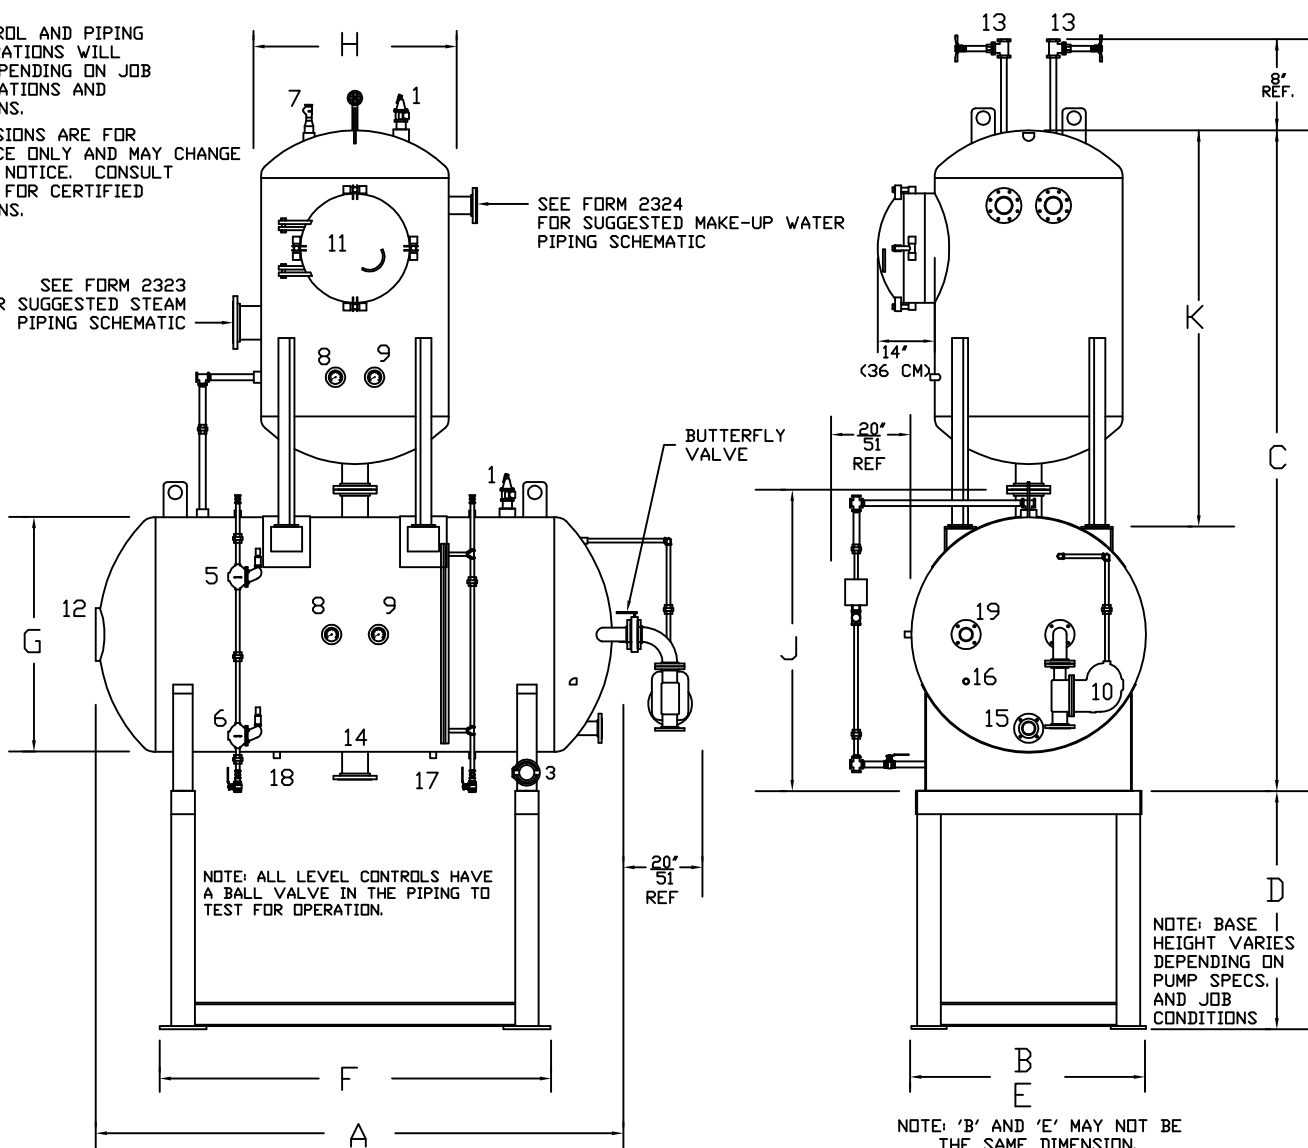 ROL AND PIPING
RATIONS WILL
EPENDING ON JOB
ATIONS AND
NS.
SIONS ARE FOR
CE ONLY AND MAY CHANGE
NOTICE. CONSULT
FOR CERTIFIED
NS.
H
7
1
11
SEE FORM 2324
FOR SUGGESTED MAKE-UP WATER
PIPING SCHEMATIC
SEE FORM 2323
R SUGGESTED STEAM
PIPING SCHEMATIC
8
9
BUTTERFLY
VALVE
1
5
12
8
9
G
6
14
18
17
3
NOTE: ALL LEVEL CONTROLS HAVE
A BALL VALVE IN THE PIPING TO
TEST FOR OPERATION.
20"
51
REF
F
A
13
13
8"
REF.
K
14"
(36 CM)
20"
51
REF
C
J
19
16
10
15
D
NOTE: BASE
HEIGHT VARIES
DEPENDING ON
PUMP SPECS.
AND JOB
CONDITIONS
B
E
NOTE: 'B' AND 'E' MAY NOT BE
THE SAME DIMENSION.